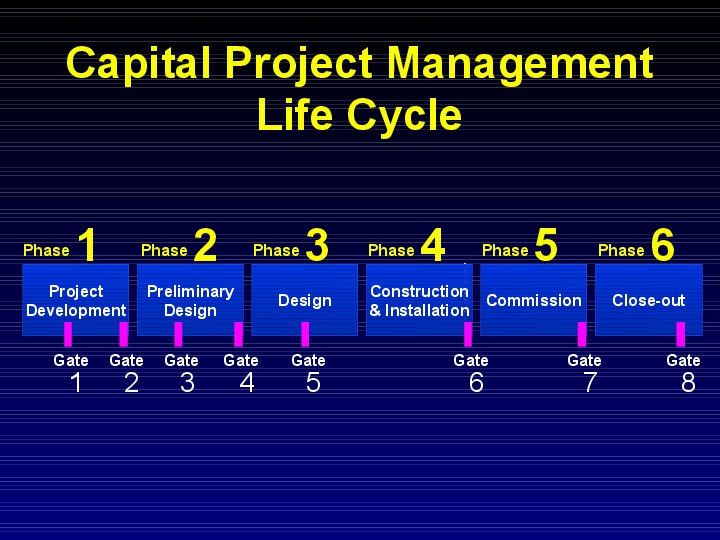 Capital Project Management
Life Cycle
Phase 1 Phase 2 Phase 3 Phase 4 Phase 5 Phase 6
Project Preliminary Design Construction Commission Close-out
Development Design & Installation
Gate Gate Gate Gate Gate Gate Gate Gate
1 2 3 4 5 6 7 8